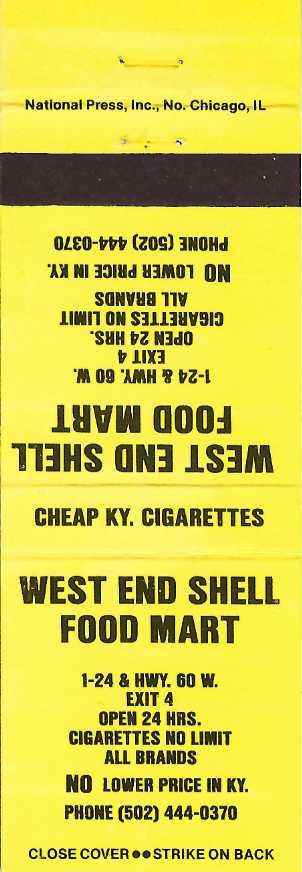 National Press, Inc., No. Chicago, IL
WEST END SHELL
FOOD MART
1-24 & HWY. 60 W.
EXIT 4
OPEN 24 HRS.
CIGARETTES NO LIMIT
ALL BRANDS
NO LOWER PRICE IN KY.
PHONE (502) 444-0370
CHEAP KY. CIGARETTES
WEST END SHELL
FOOD MART
1-24 & HWY. 60 W.
EXIT 4
OPEN 24 HRS.
CIGARETTES NO LIMIT
ALL BRANDS
NO LOWER PRICE IN KY.
PHONE (502) 444-0370
CLOSE COVER●●STRIKE ON BACK